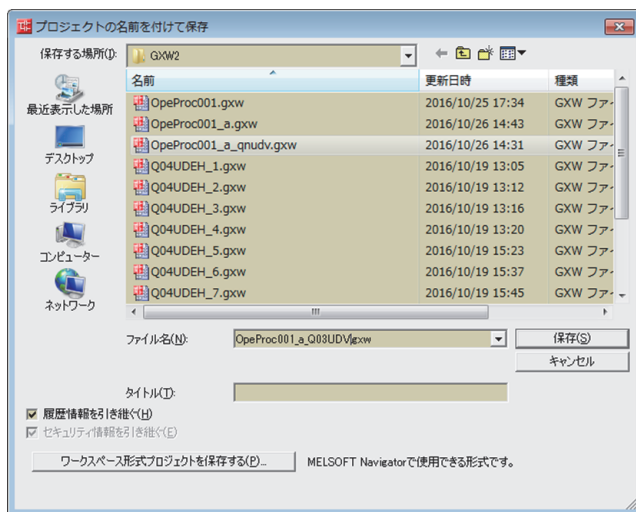 プロジェクトの名前を付けて保存
保存する場所(I): GXW2
名前 更新日時 種類
OpeProc001.gxw 2016/10/25 17:34 GXW ファイ
OpeProc001_a.gxw 2016/10/26 14:43 GXW ファイ
OpeProc001_a_qnudv.gxw 2016/10/26 14:31 GXW ファイ
Q04UDEH_1.gxw 2016/10/19 13:05 GXW ファイ
Q04UDEH_2.gxw 2016/10/19 13:12 GXW ファイ
Q04UDEH_3.gxw 2016/10/19 13:16 GXW ファイ
Q04UDEH_4.gxw 2016/10/19 13:20 GXW ファイ
Q04UDEH_5.gxw 2016/10/19 15:23 GXW ファイ
Q04UDEH_6.gxw 2016/10/19 15:37 GXW ファイ
Q04UDEH_7.gxw 2016/10/19 15:45 GXW ファイ
最近表示した場所
デスクトップ
ライブラリ
コンピューター
ネットワーク
ファイル名(N): OpeProc001_a_Q03UDV.gxw 保存(S)
キャンセル
タイトル(T):
履歴情報を引き継ぐ(H)
セキュリティ情報を引き継ぐ(E)
ワークスペース形式プロジェクトを保存する(P)... MELSOFT Navigatorで使用できる形式です。